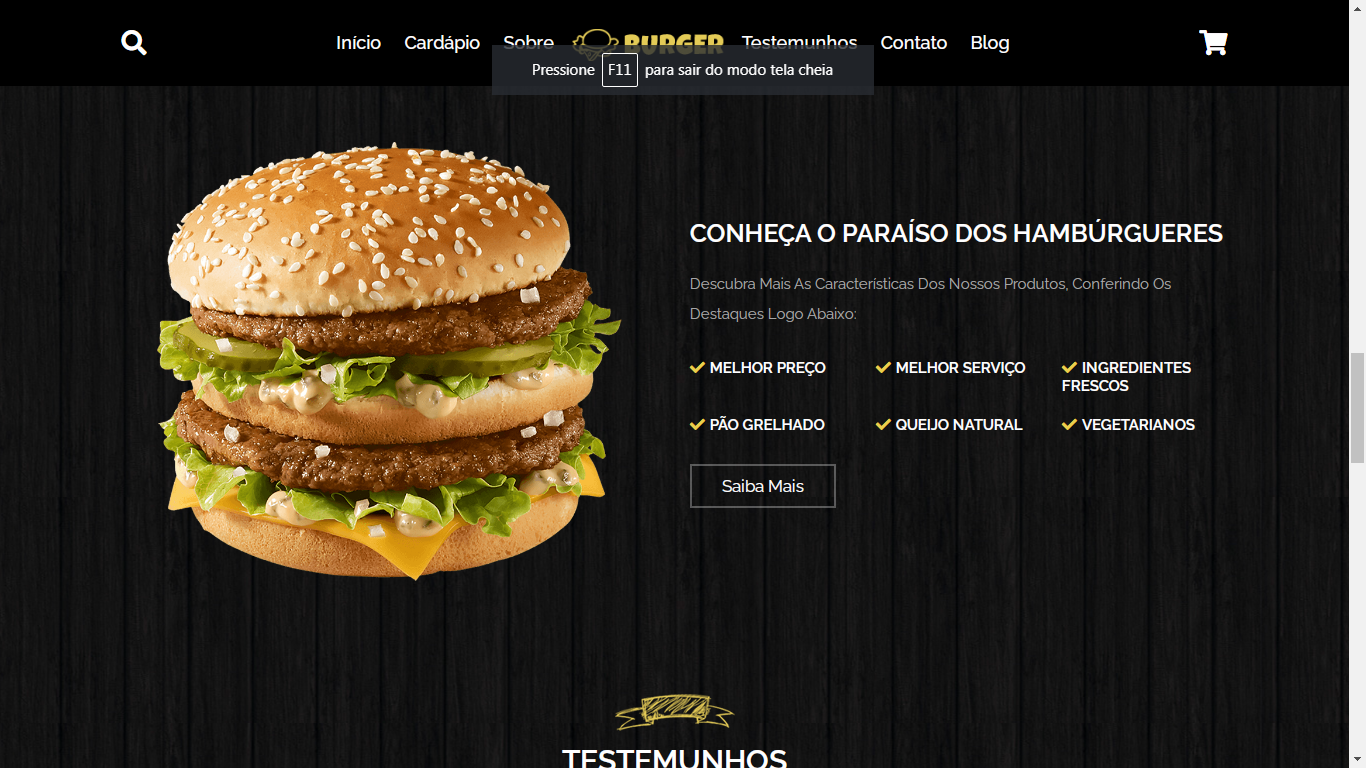 Início Cardápio Sobre BURGER Testemunhos Contato Blog
Pressione F11 para sair do modo tela cheia
CONHEÇA O PARAÍSO DOS HAMBÚRGUERES
Descubra Mais As Características Dos Nossos Produtos, Conferindo Os
Destaques Logo Abaixo:
MELHOR PREÇO MELHOR SERVIÇO INGREDIENTES
FRESCOS
PÃO GRELHADO QUEIJO NATURAL VEGETARIANOS
Saiba Mais
TESTEMUNHOS